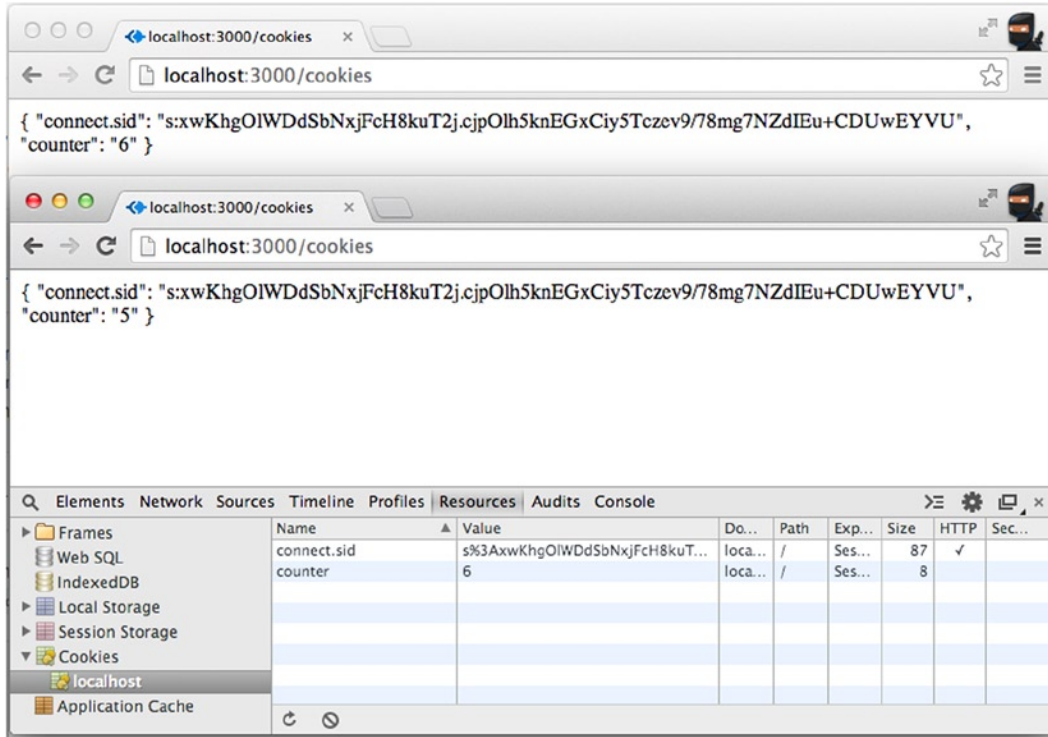 localhost:3000/cookies
localhost:3000/cookies
{ "connect.sid": "s:xwKhgOlWDdSbNxjFcH8kuT2j.cjpOlh5knEGxCiy5Tczev9/78mg7NZdIEu+CDUwEYVU",
"counter": "6" }
localhost:3000/cookies
localhost:3000/cookies
{ "connect.sid": "s:xwKhgOlWDdSbNxjFcH8kuT2j.cjpOlh5knEGxCiy5Tczev9/78mg7NZdIEu+CDUwEYVU",
"counter": "5" }
Elements Network Sources Timeline Profiles Resources Audits Console
Frames
Web SQL
IndexedDB
Local Storage
Session Storage
Cookies
localhost
Application Cache
Name Value Do... Path Exp... Size HTTP Sec...
connect.sid s%3AxwKhgOlWDdSbNxjFcH8kuT... loca... / Ses... 87 ✓
counter 6 loca... / Ses... 8